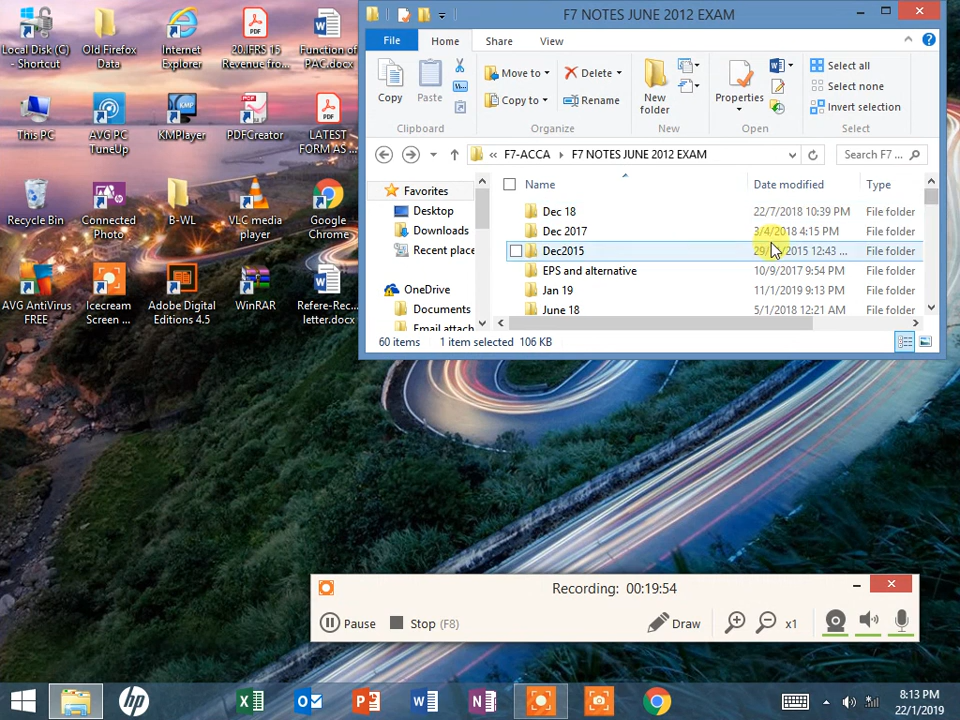 Local Disk (C)
- Shortcut
Old Firefox
Data
Internet
Explorer
20.IFRS 15
Revenue fro...
Function of
PAC.docx
This PC
AVG PC
TuneUp
KMPlayer
PDFCreator
LATEST
FORM AS ...
Recycle Bin
Connected
Photo
B-WL
VLC media
player
Google
Chrome
AVG AntiVirus
FREE
Icecream
Screen ...
Adobe Digital
Editions 4.5
WinRAR
Refere-Rec...
letter.docx
F7 NOTES JUNE 2012 EXAM
File
Home
Share
View
Copy
Paste
Clipboard
Move to
Copy to
Delete
Rename
Organize
New
folder
New
Properties
Open
Select all
Select none
Invert selection
Select
« F7-ACCA
F7 NOTES JUNE 2012 EXAM
Search F7 ...
Favorites
Desktop
Downloads
Recent place
OneDrive
Documents
Email attach
Name
Date modified
Type
Dec 18
22/7/2018 10:39 PM
File folder
Dec 2017
3/4/2018 4:15 PM
File folder
Dec2015
2015 12:43 ...
File folder
EPS and alternative
10/9/2017 9:54 PM
File folder
Jan 19
11/1/2019 9:13 PM
File folder
June 18
5/1/2018 12:21 AM
File folder
60 items
1 item selected 106 KB
Recording: 00:19:54
Pause
Stop (F8)
Draw
x1
8:13 PM
22/1/2019